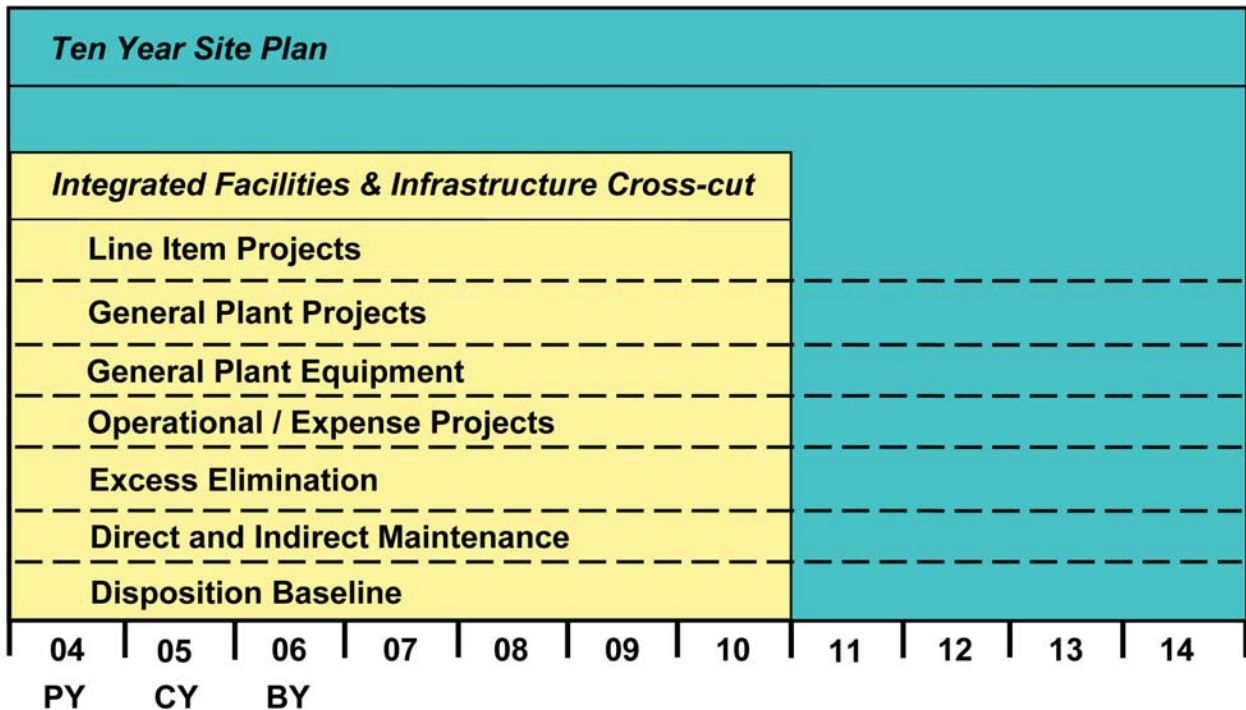 Ten Year Site Plan
Integrated Facilities & Infrastructure Cross-cut
Line Item Projects
General Plant Projects
General Plant Equipment
Operational / Expense Projects
Excess Elimination
Direct and Indirect Maintenance
Disposition Baseline
04 05 06 07 08 09 10 11 12 13 14
PY CY BY